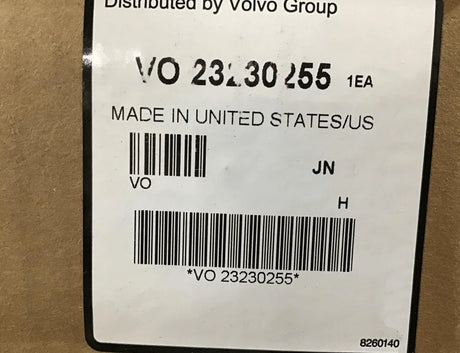 Distributed by Volvo Group
VO 23230255 1EA
MADE IN UNITED STATES/US
JN
VO
H
*VO 23230255*
8260140